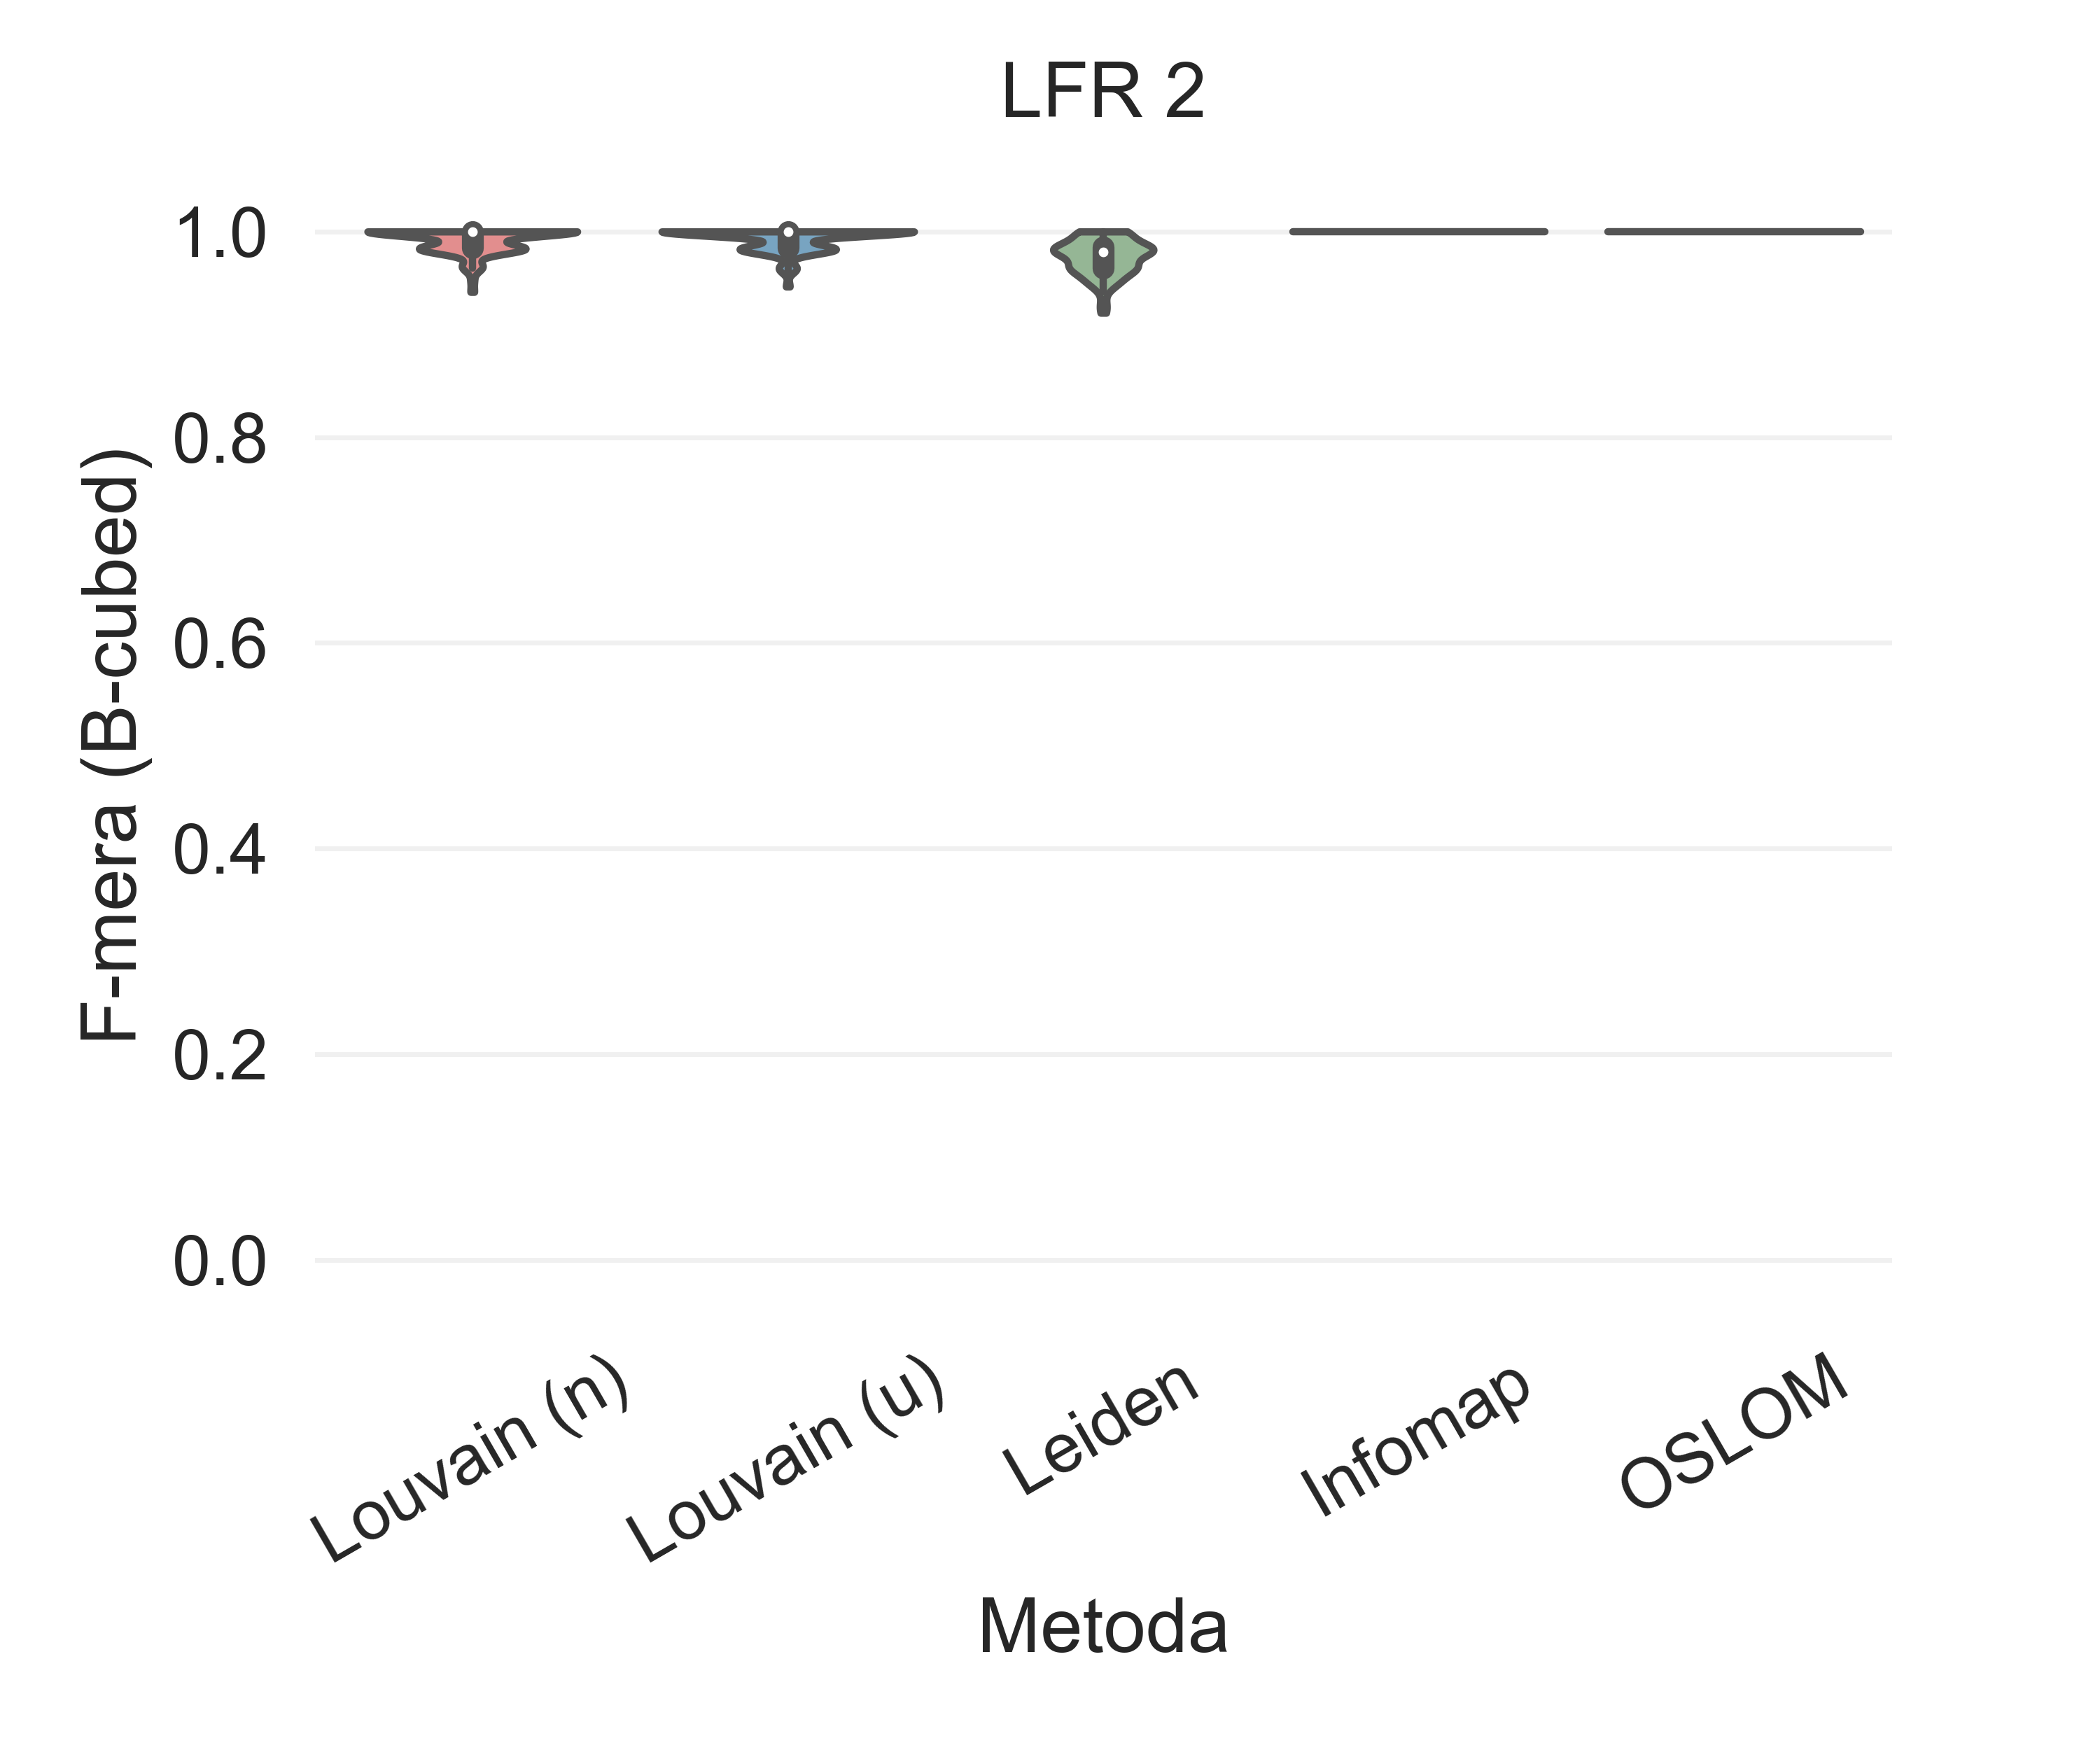 LFR 2
F-mera (B-cubed)
1.0
0.8
0.6
0.4
0.2
0.0
Louvain (n)
Louvain (u)
Leiden
Infomap
OSLOM
Metoda